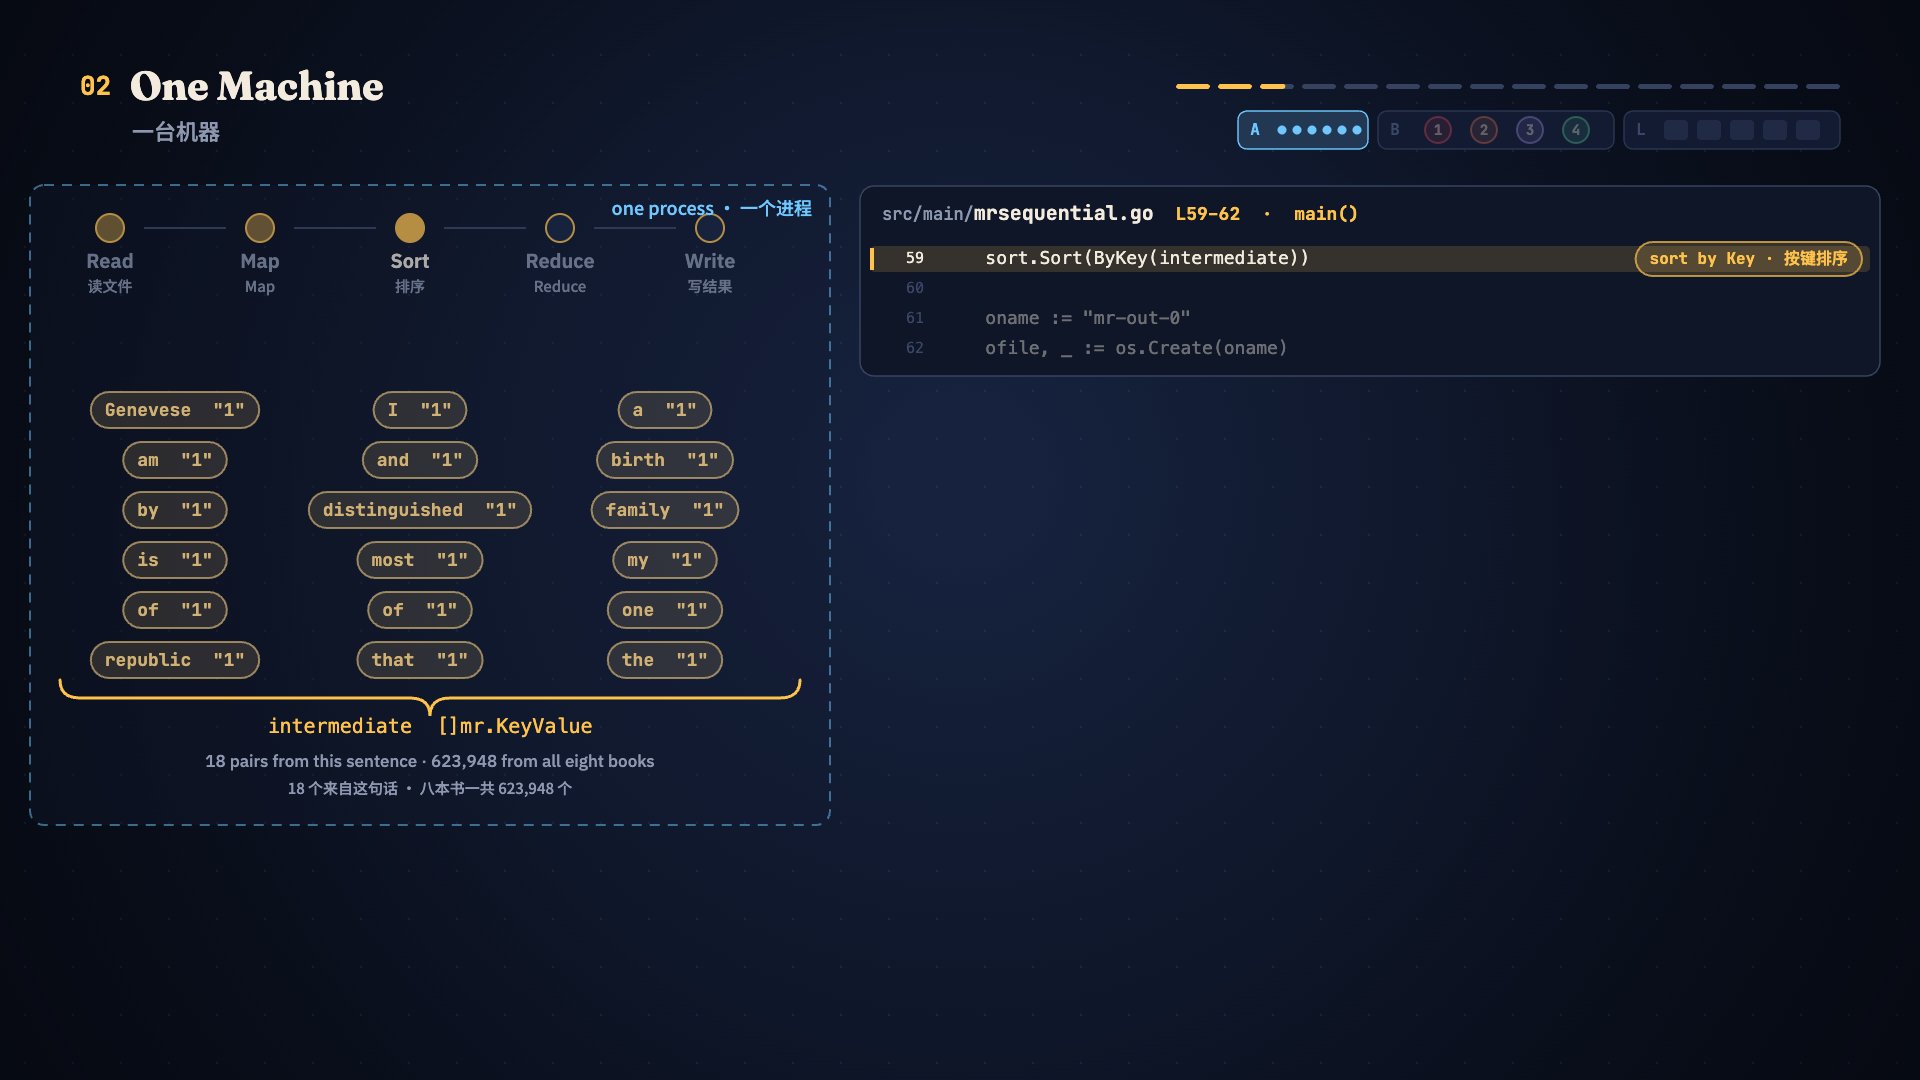 02 One Machine
一台机器
A
B 1 2 3 4
L
one process · 一个进程
Read Map Sort Reduce Write
读文件 Map 排序 Reduce 写结果
Genevese "1" I "1" a "1"
am "1" and "1" birth "1"
by "1" distinguished "1" family "1"
is "1" most "1" my "1"
of "1" of "1" one "1"
republic "1" that "1" the "1"
intermediate []mr.KeyValue
18 pairs from this sentence · 623,948 from all eight books
18 个来自这句话 · 八本书一共 623,948 个
src/main/mrsequential.go L59-62 · main()
59 sort.Sort(ByKey(intermediate)) sort by Key · 按键排序
60
61 oname := "mr-out-0"
62 ofile, _ := os.Create(oname)